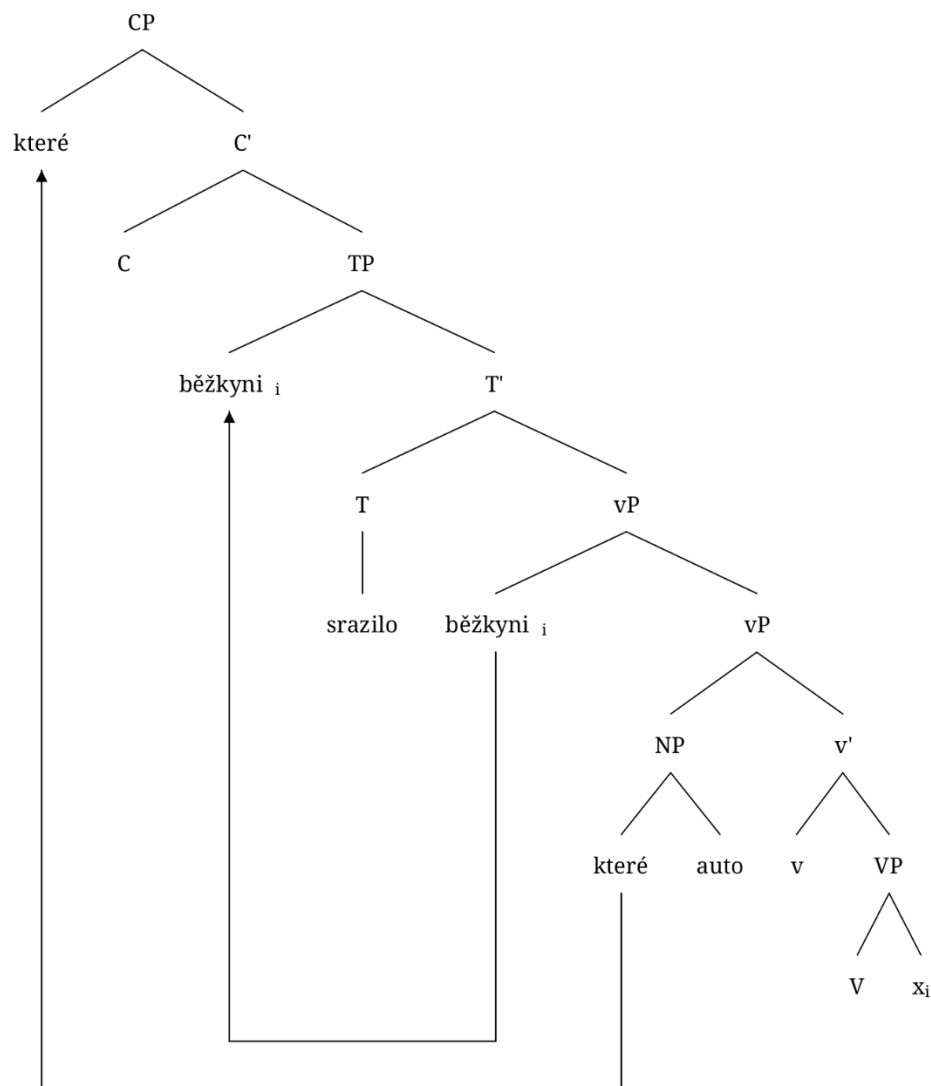 CP
které C'
C TP
běžkyni i T'
T vP
srazilo běžkyni i vP
NP v'
které auto v VP
V xi